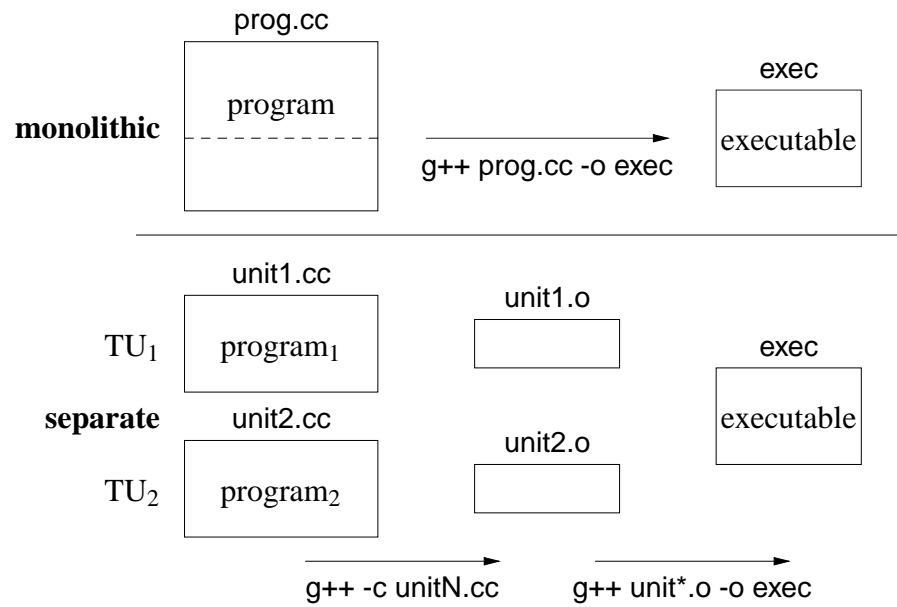 prog.cc
program
monolithic
g++ prog.cc -o exec
exec
executable
unit1.cc
TU₁
program₁
unit1.o
separate
unit2.cc
TU₂
program₂
unit2.o
exec
executable
g++ -c unitN.cc
g++ unit*.o -o exec